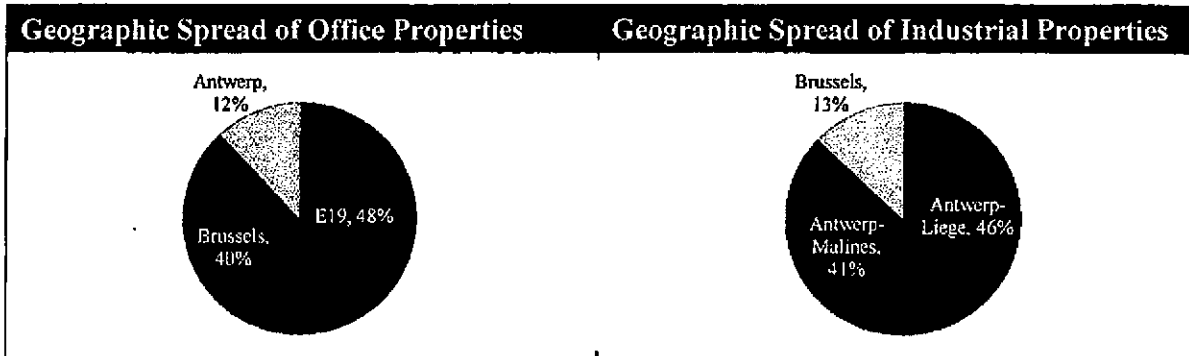 Geographic Spread of Office Properties
Antwerp,
12%
E19, 48%
Brussels,
40%
Geographic Spread of Industrial Properties
Brussels,
13%
Antwerp-
Liege, 46%
Antwerp-
Malines,
41%